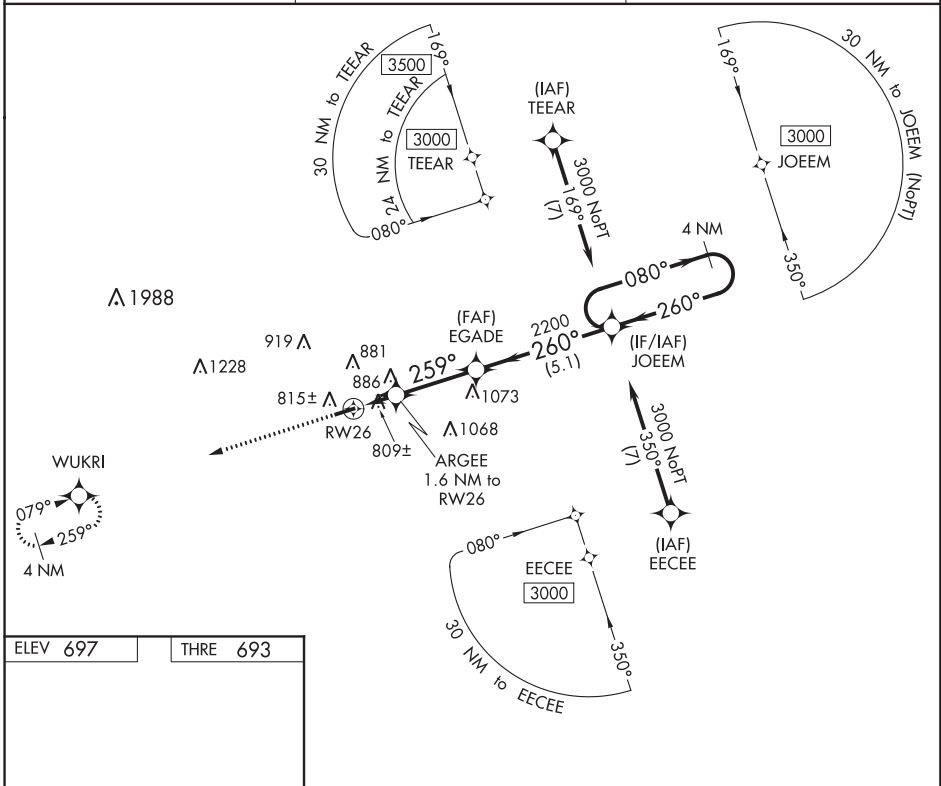 30 NM to TEEAR
169°
3500
24 NM to TEEAR
3000
TEEAR
080°
(IAF)
TEEAR
3000 NoPT
169°
(7)
169°
30 NM to JOEEM (NoPT)
3000
JOEEM
350°
4 NM
080°
260°
(IF/IAF)
JOEEM
2200
260°
(5.1)
(FAF)
EGADE
259°
1988
919
1228
881
886
815±
RW26
809±
1073
1068
ARGEE
1.6 NM to
RW26
WUKRI
079°
259°
4 NM
3000 NoPT
350°
(7)
(IAF)
EECEE
080°
EECEE
3000
350°
30 NM to EECEE
ELEV 697
THRE 693